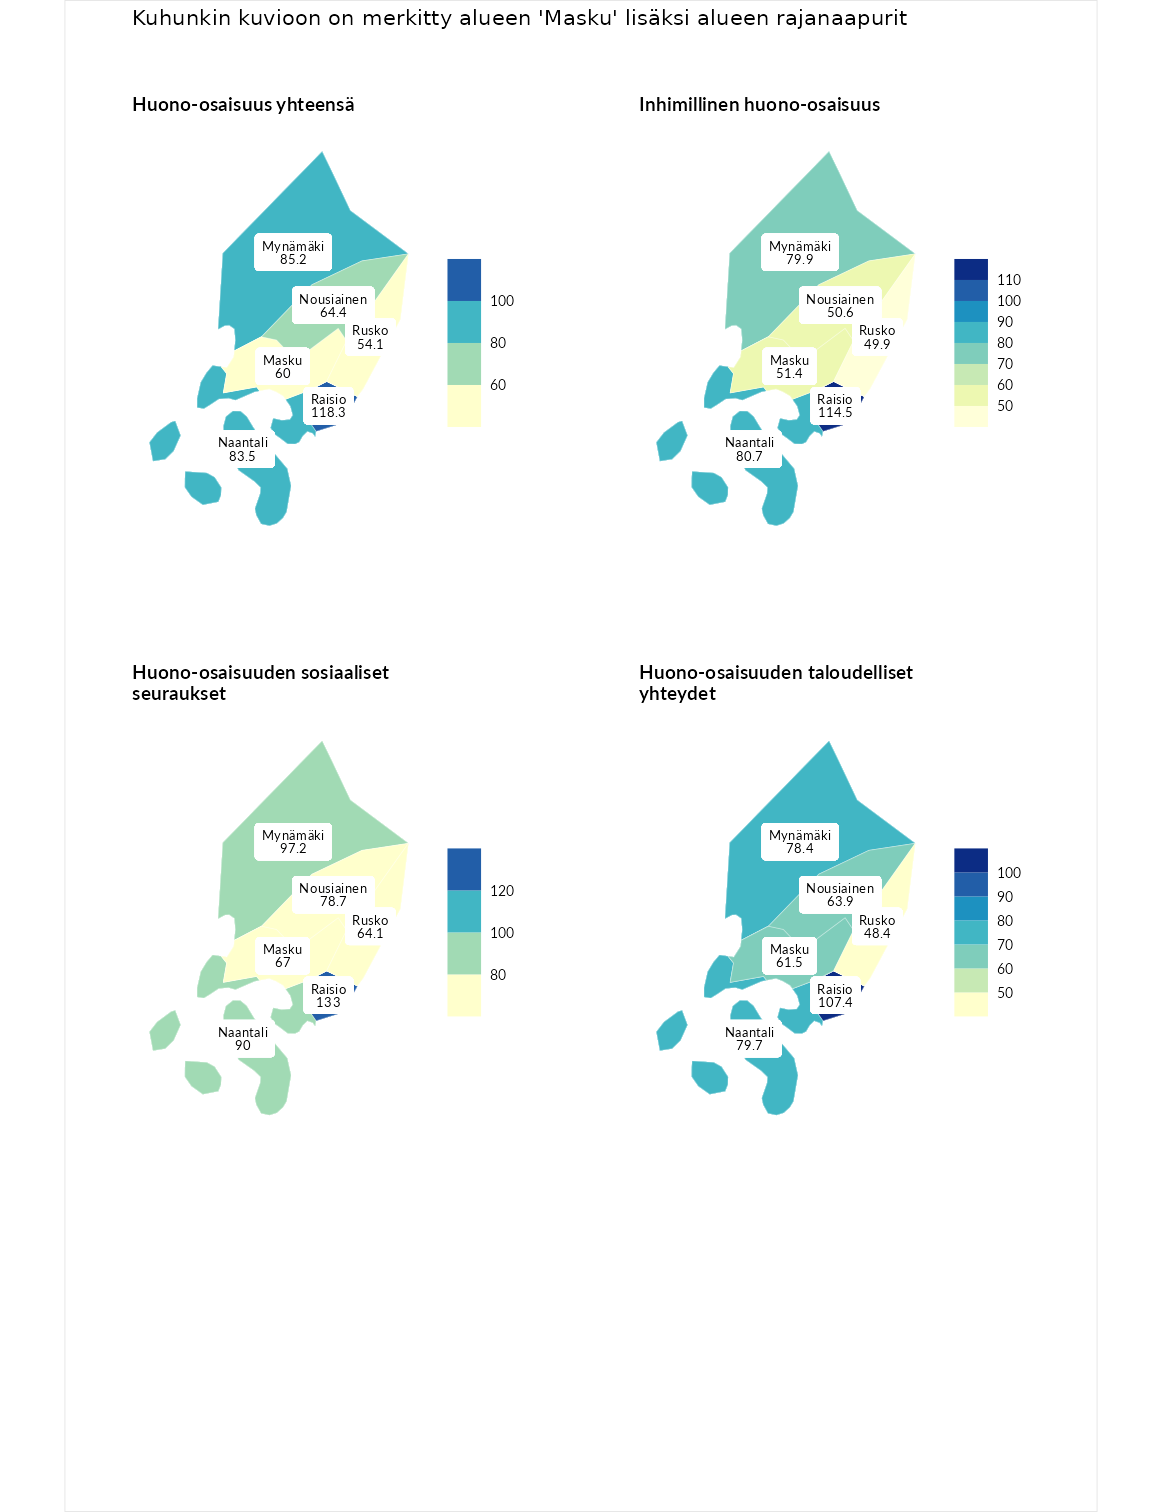 Kuhunkin kuvioon on merkitty alueen 'Masku' lisäksi alueen rajanaapurit
Huono-osaisuus yhteensä
Mynämäki
85.2
Nousiainen
64.4
Rusko
54.1
Masku
60
Raisio
118.3
Naantali
83.5
100
80
60
Inhimillinen huono-osaisuus
Mynämäki
79.9
Nousiainen
50.6
Rusko
49.9
Masku
51.4
Raisio
114.5
Naantali
80.7
110
100
90
80
70
60
50
Huono-osaisuuden sosiaaliset
seuraukset
Mynämäki
97.2
Nousiainen
78.7
Rusko
64.1
Masku
67
Raisio
133
Naantali
90
120
100
80
Huono-osaisuuden taloudelliset
yhteydet
Mynämäki
78.4
Nousiainen
63.9
Rusko
48.4
Masku
61.5
Raisio
107.4
Naantali
79.7
100
90
80
70
60
50